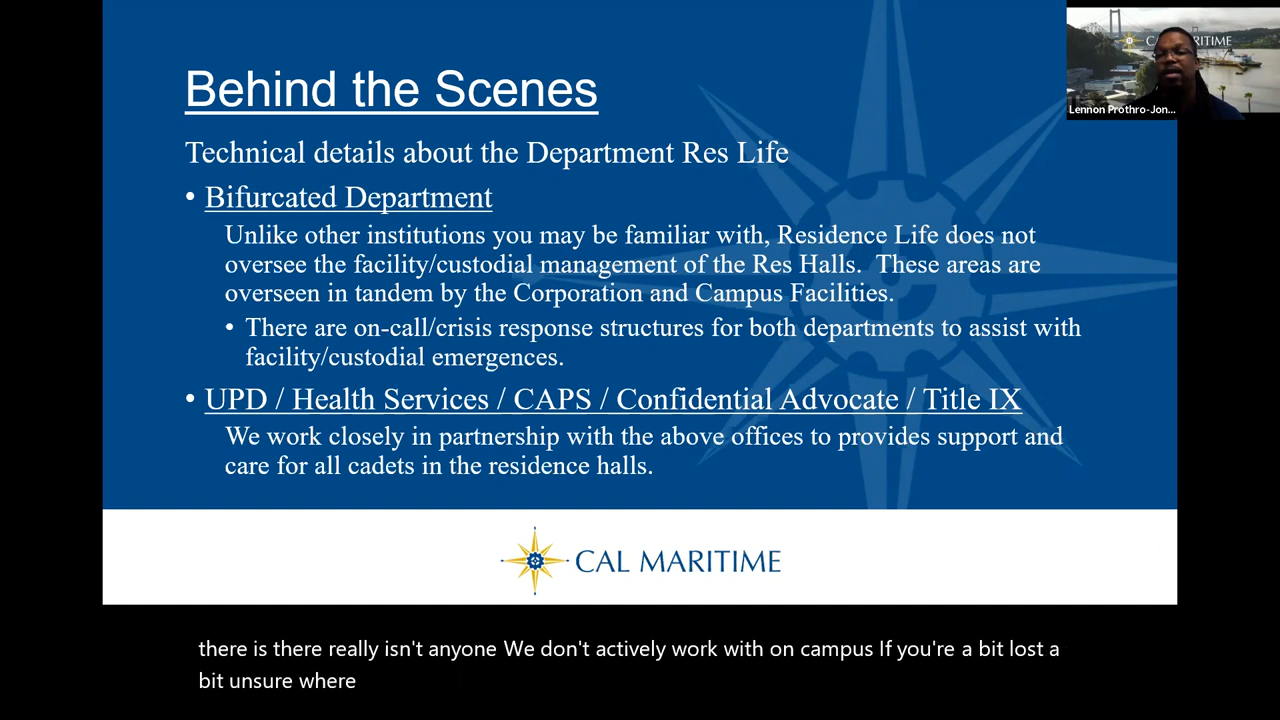 Behind the Scenes
Technical details about the Department Res Life
• Bifurcated Department
Unlike other institutions you may be familiar with, Residence Life does not
oversee the facility/custodial management of the Res Halls.  These areas are
overseen in tandem by the Corporation and Campus Facilities.
• There are on-call/crisis response structures for both departments to assist with
facility/custodial emergences.
• UPD / Health Services / CAPS / Confidential Advocate / Title IX
We work closely in partnership with the above offices to provides support and
care for all cadets in the residence halls.
CAL MARITIME
CAL MARITIME
Lennon Prothro-Jon...
there is there really isn't anyone We don't actively work with on campus If you're a bit lost a
bit unsure where